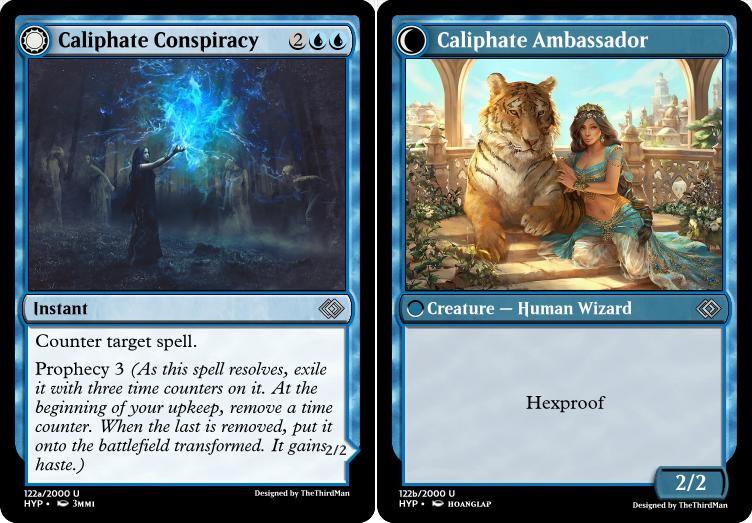 Caliphate Conspiracy 2
Instant
Counter target spell.
Prophecy 3 (As this spell resolves, exile
it with three time counters on it. At the
beginning of your upkeep, remove a time
counter. When the last is removed, put it
onto the battlefield transformed. It gains
haste.)
2/2
122a/2000 U
HYP • 3MMI
Designed by TheThirdMan
Caliphate Ambassador
Creature — Human Wizard
Hexproof
2/2
122b/2000 U
HYP • HOANGLAP
Designed by TheThirdMan